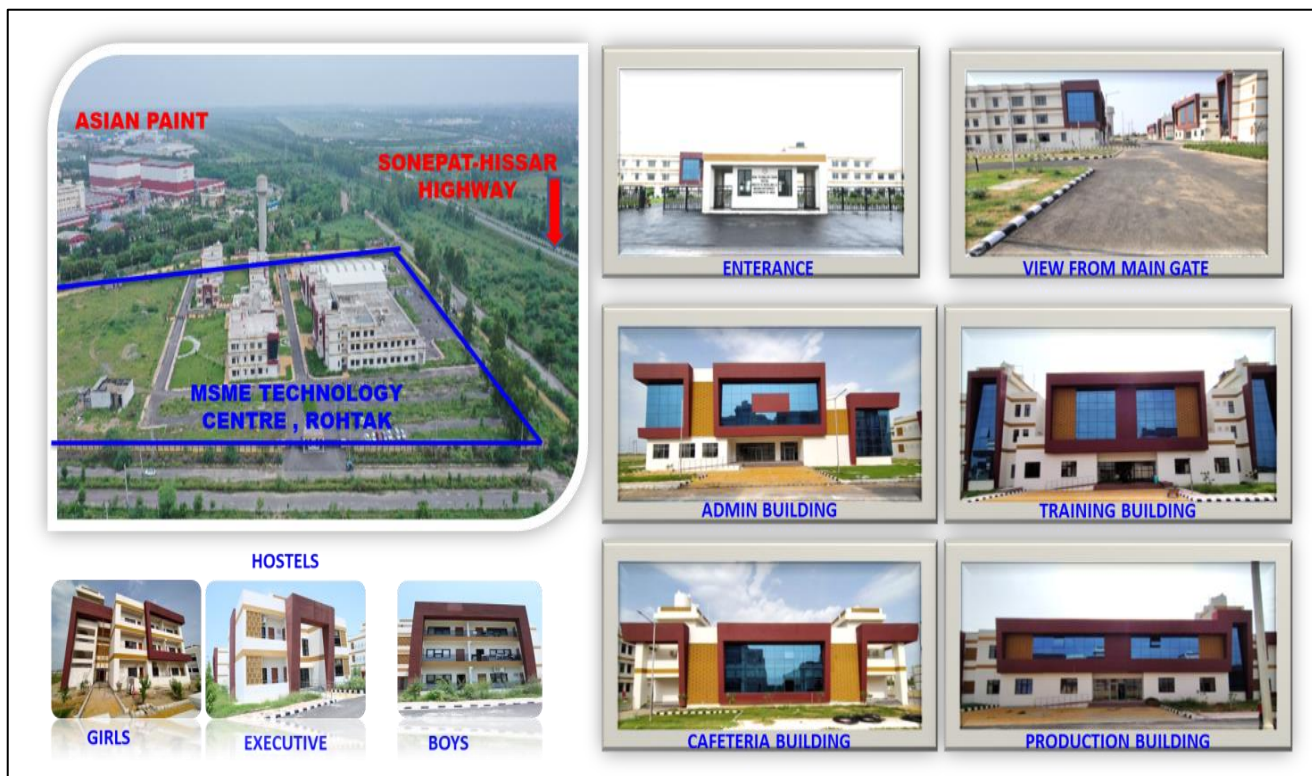 ASIAN PAINT
SONEPAT-HISSAR
HIGHWAY
MSME TECHNOLOGY
CENTRE , ROHTAK
ENTERANCE
VIEW FROM MAIN GATE
ADMIN BUILDING
TRAINING BUILDING
HOSTELS
GIRLS
EXECUTIVE
BOYS
CAFETERIA BUILDING
PRODUCTION BUILDING